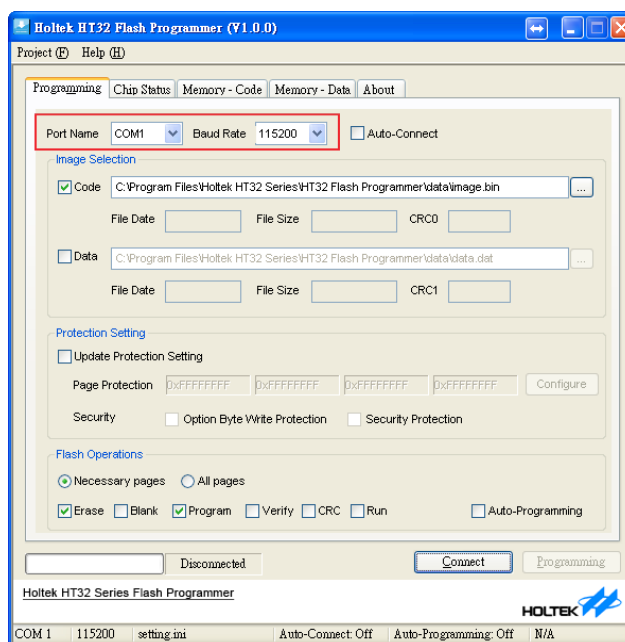 Holtek HT32 Flash Programmer (V1.0.0)
Project (F) Help (H)
Programming Chip Status Memory - Code Memory - Data About
Port Name COM1 Baud Rate 115200 Auto-Connect
Image Selection
Code C:\Program Files\Holtek HT32 Series\HT32 Flash Programmer\data\image.bin ...
File Date File Size CRC0
Data C:\Program Files\Holtek HT32 Series\HT32 Flash Programmer\data\data.dat ...
File Date File Size CRC1
Protection Setting
Update Protection Setting
Page Protection 0xFFFFFFFF 0xFFFFFFFF 0xFFFFFFFF 0xFFFFFFFF Configure
Security Option Byte Write Protection Security Protection
Flash Operations
Necessary pages All pages
Erase Blank Program Verify CRC Run Auto-Programming
Disconnected Connect Programming
Holtek HT32 Series Flash Programmer
HOLTEK
COM 1 115200 setting.ini Auto-Connect: Off Auto-Programming: Off N/A